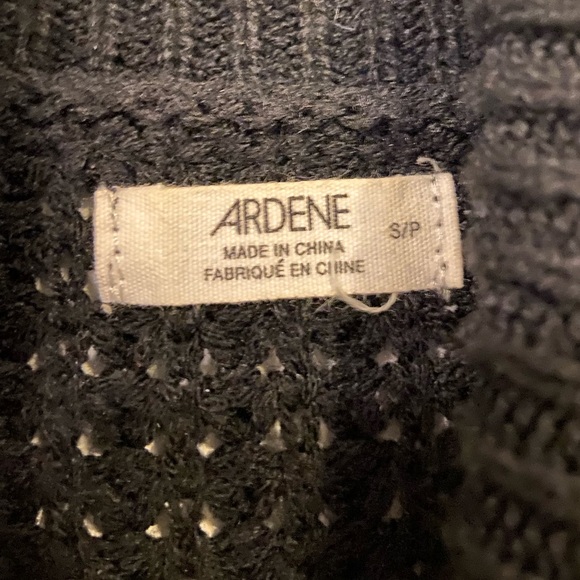 ARDENE
S/P
MADE IN CHINA
FABRIQUÉ EN CHINE